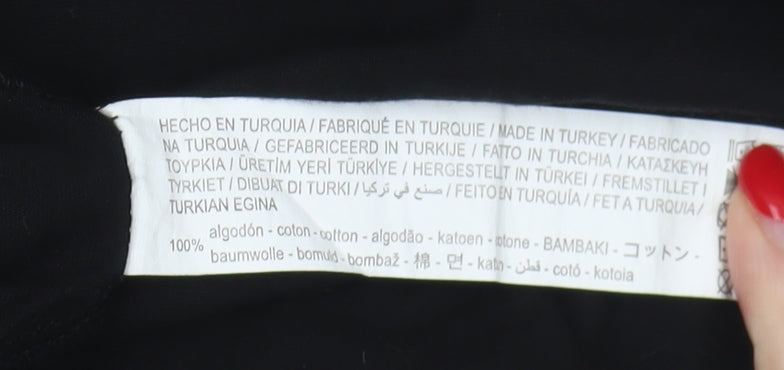 HECHO EN TURQUIA / FABRIQUÉ EN TURQUIE / MADE IN TURKEY / FABRICADO
NA TURQUIA / GEFABRICEERD IN TURKIJE / FATTO IN TURCHIA / ΚΑΤΑΣΚΕΥΗ
ΤΟΥΡΚΙΑ / ÜRETİM YERİ TÜRKİYE / HERGESTELLT IN TÜRKEI / FREMSTILLET I
TYRKIET / DIBUAT DI TURKI / صنع في تركيا / FEITO EN TURQUÍA / FET A TURQUIA /
TURKIAN EGINA
100% algodón - coton - cotton - algodão - katoen - cotone - ΒΑΜΒΑΚΙ - コットン -
baumwolle - bomuld - bombaž - 棉 - 면 - katun - قطن - cotó - kotoia